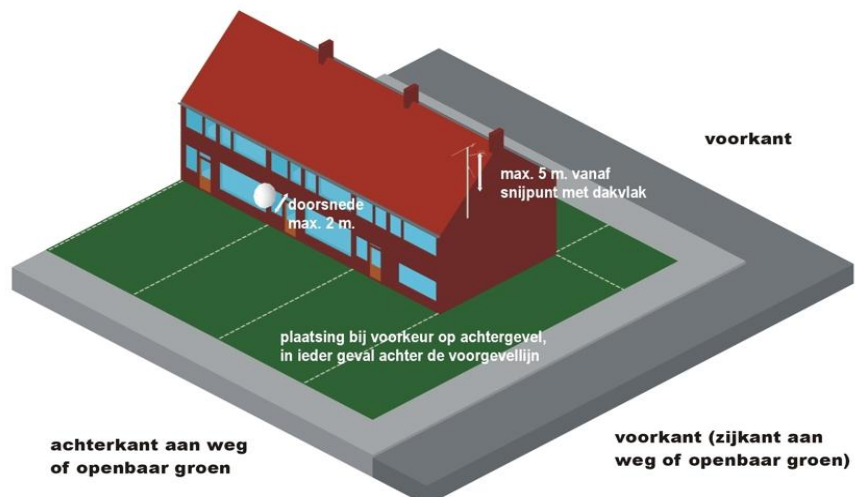 voorkant
max. 5 m. vanaf
snijpunt met dakvlak
doorsnede
max. 2 m.
plaatsing bij voorkeur op achtergevel,
in ieder geval achter de voorgevellijn
achterkant aan weg
of openbaar groen
voorkant (zijkant aan
weg of openbaar groen)